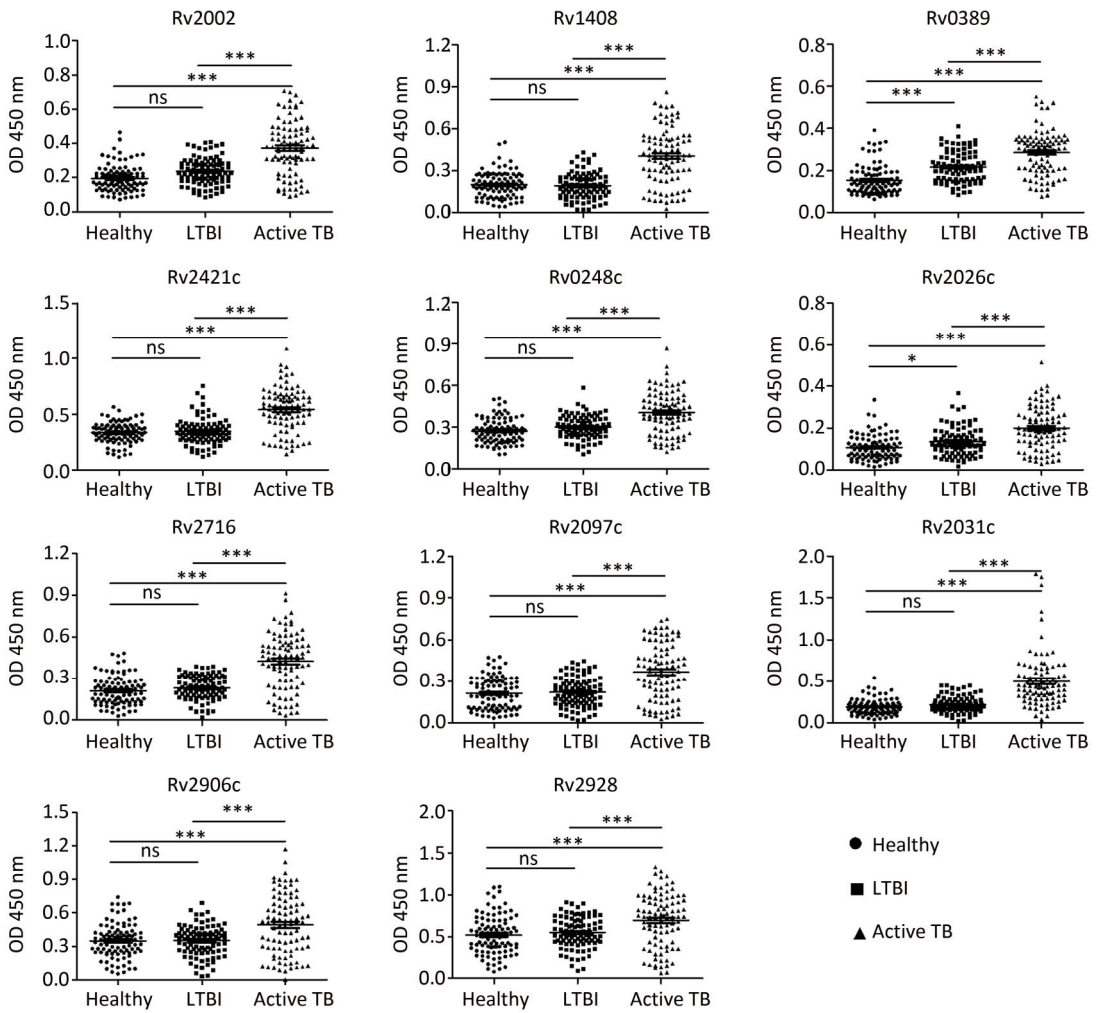 Rv2002
OD 450 nm
1.0
0.8
0.6
0.4
0.2
0.0
***
***
ns
Healthy LTBI Active TB
Rv1408
OD 450 nm
1.2
0.9
0.6
0.3
0.0
***
***
ns
Healthy LTBI Active TB
Rv0389
OD 450 nm
0.8
0.6
0.4
0.2
0.0
***
***
***
Healthy LTBI Active TB
Rv2421c
OD 450 nm
1.5
1.0
0.5
0.0
***
***
ns
Healthy LTBI Active TB
Rv0248c
OD 450 nm
1.2
0.9
0.6
0.3
0.0
***
***
ns
Healthy LTBI Active TB
Rv2026c
OD 450 nm
0.8
0.6
0.4
0.2
0.0
***
***
*
Healthy LTBI Active TB
Rv2716
OD 450 nm
1.2
0.9
0.6
0.3
0.0
***
***
ns
Healthy LTBI Active TB
Rv2097c
OD 450 nm
1.2
0.9
0.6
0.3
0.0
***
***
ns
Healthy LTBI Active TB
Rv2031c
OD 450 nm
2.0
1.5
1.0
0.5
0.0
***
***
ns
Healthy LTBI Active TB
Rv2906c
OD 450 nm
1.5
1.2
0.9
0.6
0.3
0.0
***
***
ns
Healthy LTBI Active TB
Rv2928
OD 450 nm
2.0
1.5
1.0
0.5
0.0
***
***
ns
Healthy LTBI Active TB
Healthy
LTBI
Active TB